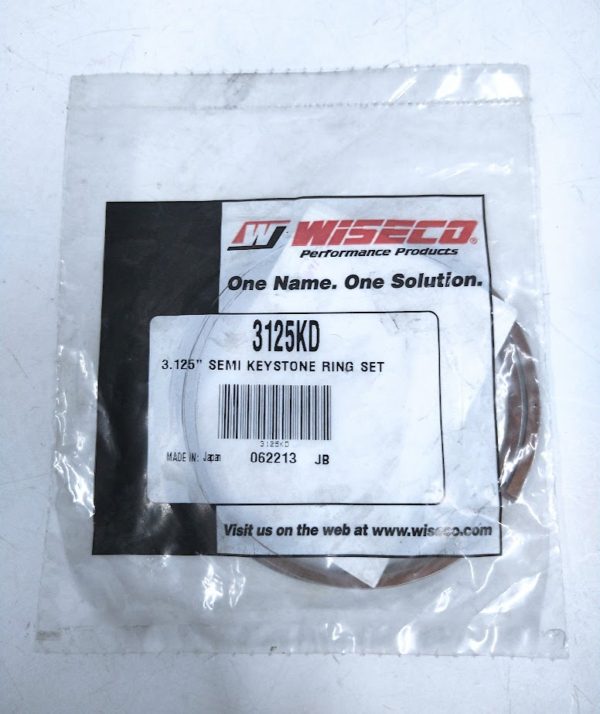 W WISECO®
Performance Products
One Name. One Solution.
3125KD
3.125" SEMI KEYSTONE RING SET
3125KD
MADE IN: Japan 062213 JB
Visit us on the web at www.wiseco.com